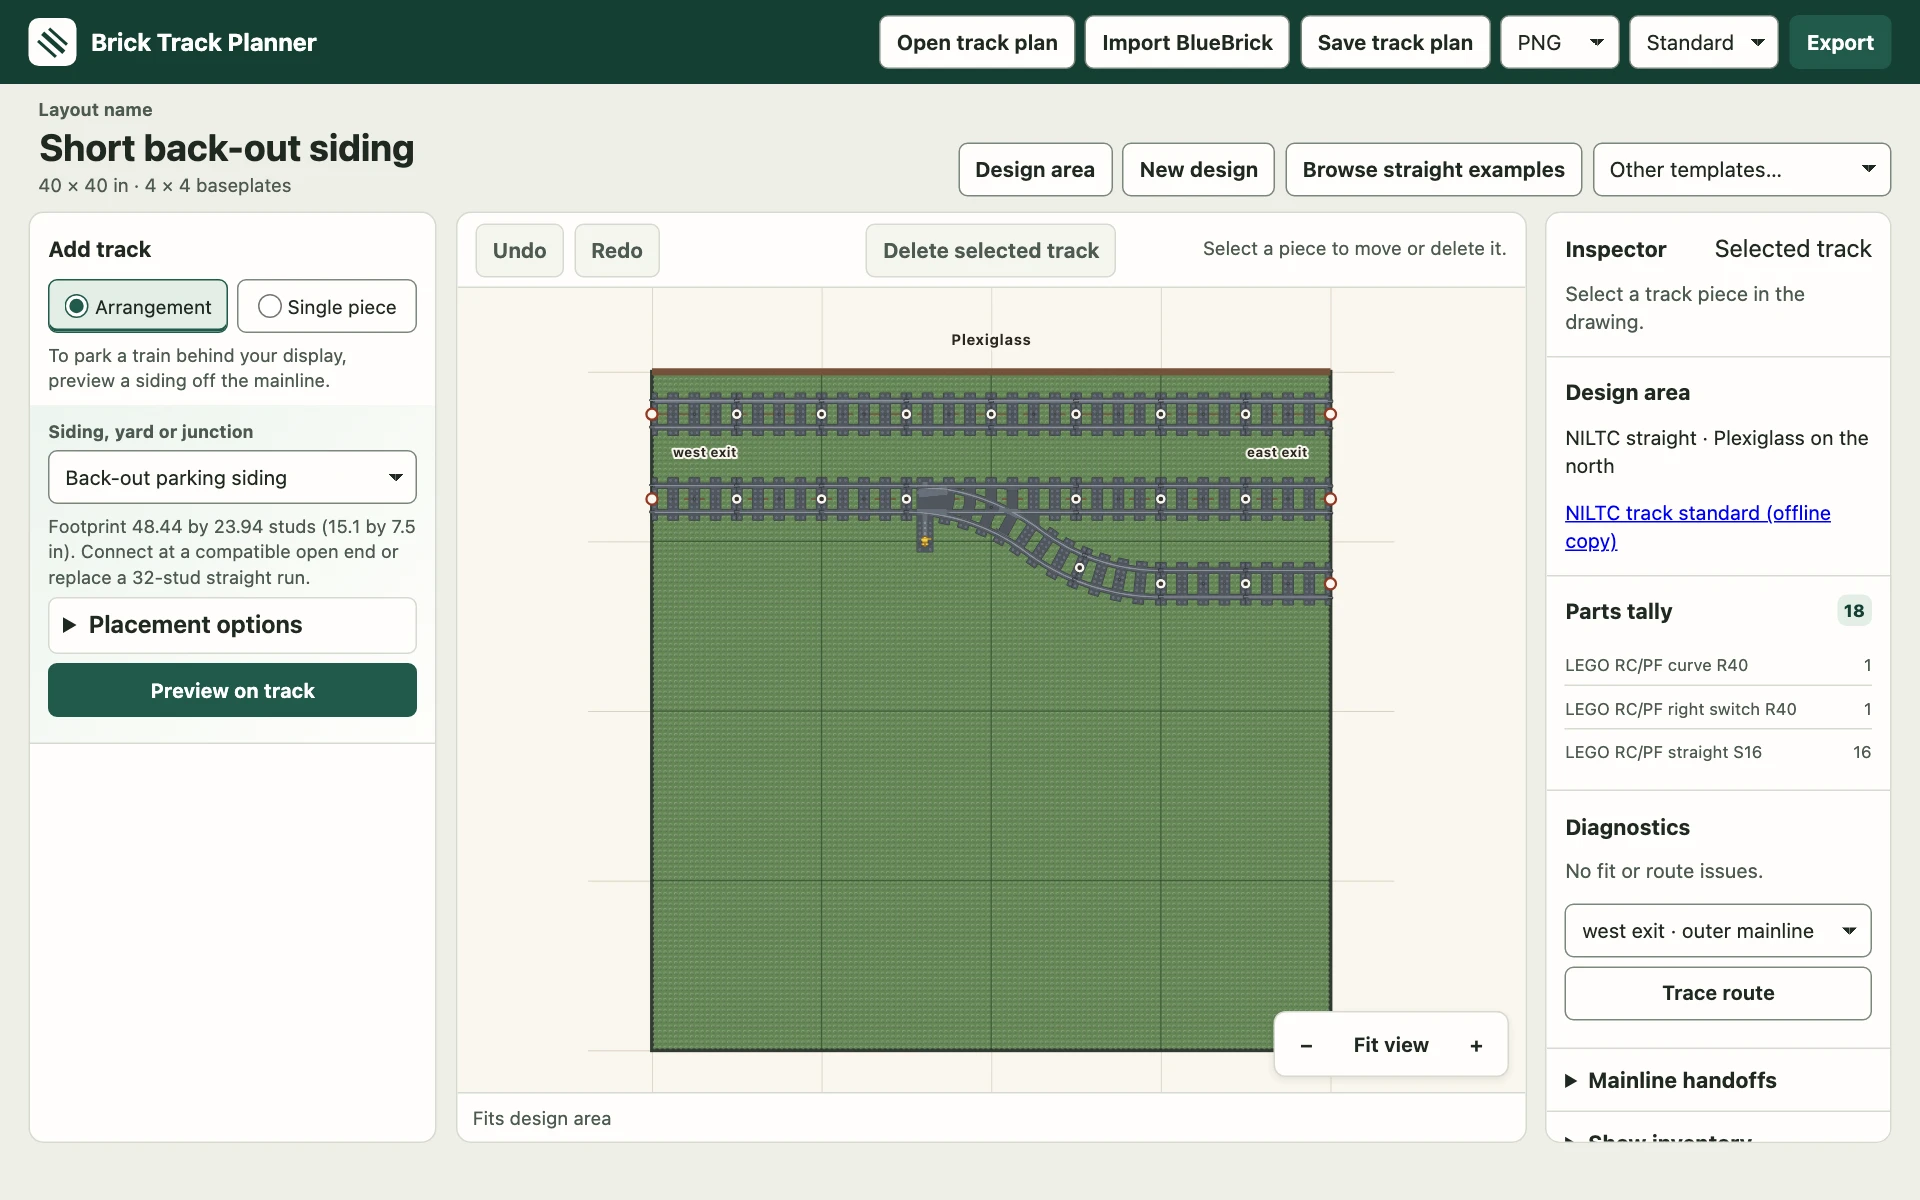 Brick Track Planner
Open track plan
Import BlueBrick
Save track plan
PNG
Standard
Export
Layout name
Short back-out siding
40 × 40 in · 4 × 4 baseplates
Design area
New design
Browse straight examples
Other templates...
Add track
Arrangement
Single piece
To park a train behind your display,
preview a siding off the mainline.
Siding, yard or junction
Back-out parking siding
Footprint 48.44 by 23.94 studs (15.1 by 7.5
in). Connect at a compatible open end or
replace a 32-stud straight run.
Placement options
Preview on track
Undo
Redo
Delete selected track
Select a piece to move or delete it.
Plexiglass
west exit
east exit
Fit view
Fits design area
Inspector
Selected track
Select a track piece in the
drawing.
Design area
NILTC straight · Plexiglass on the
north
NILTC track standard (offline
copy)
Parts tally
18
LEGO RC/PF curve R40
1
LEGO RC/PF right switch R40
1
LEGO RC/PF straight S16
16
Diagnostics
No fit or route issues.
west exit · outer mainline
Trace route
Mainline handoffs
Show inventory